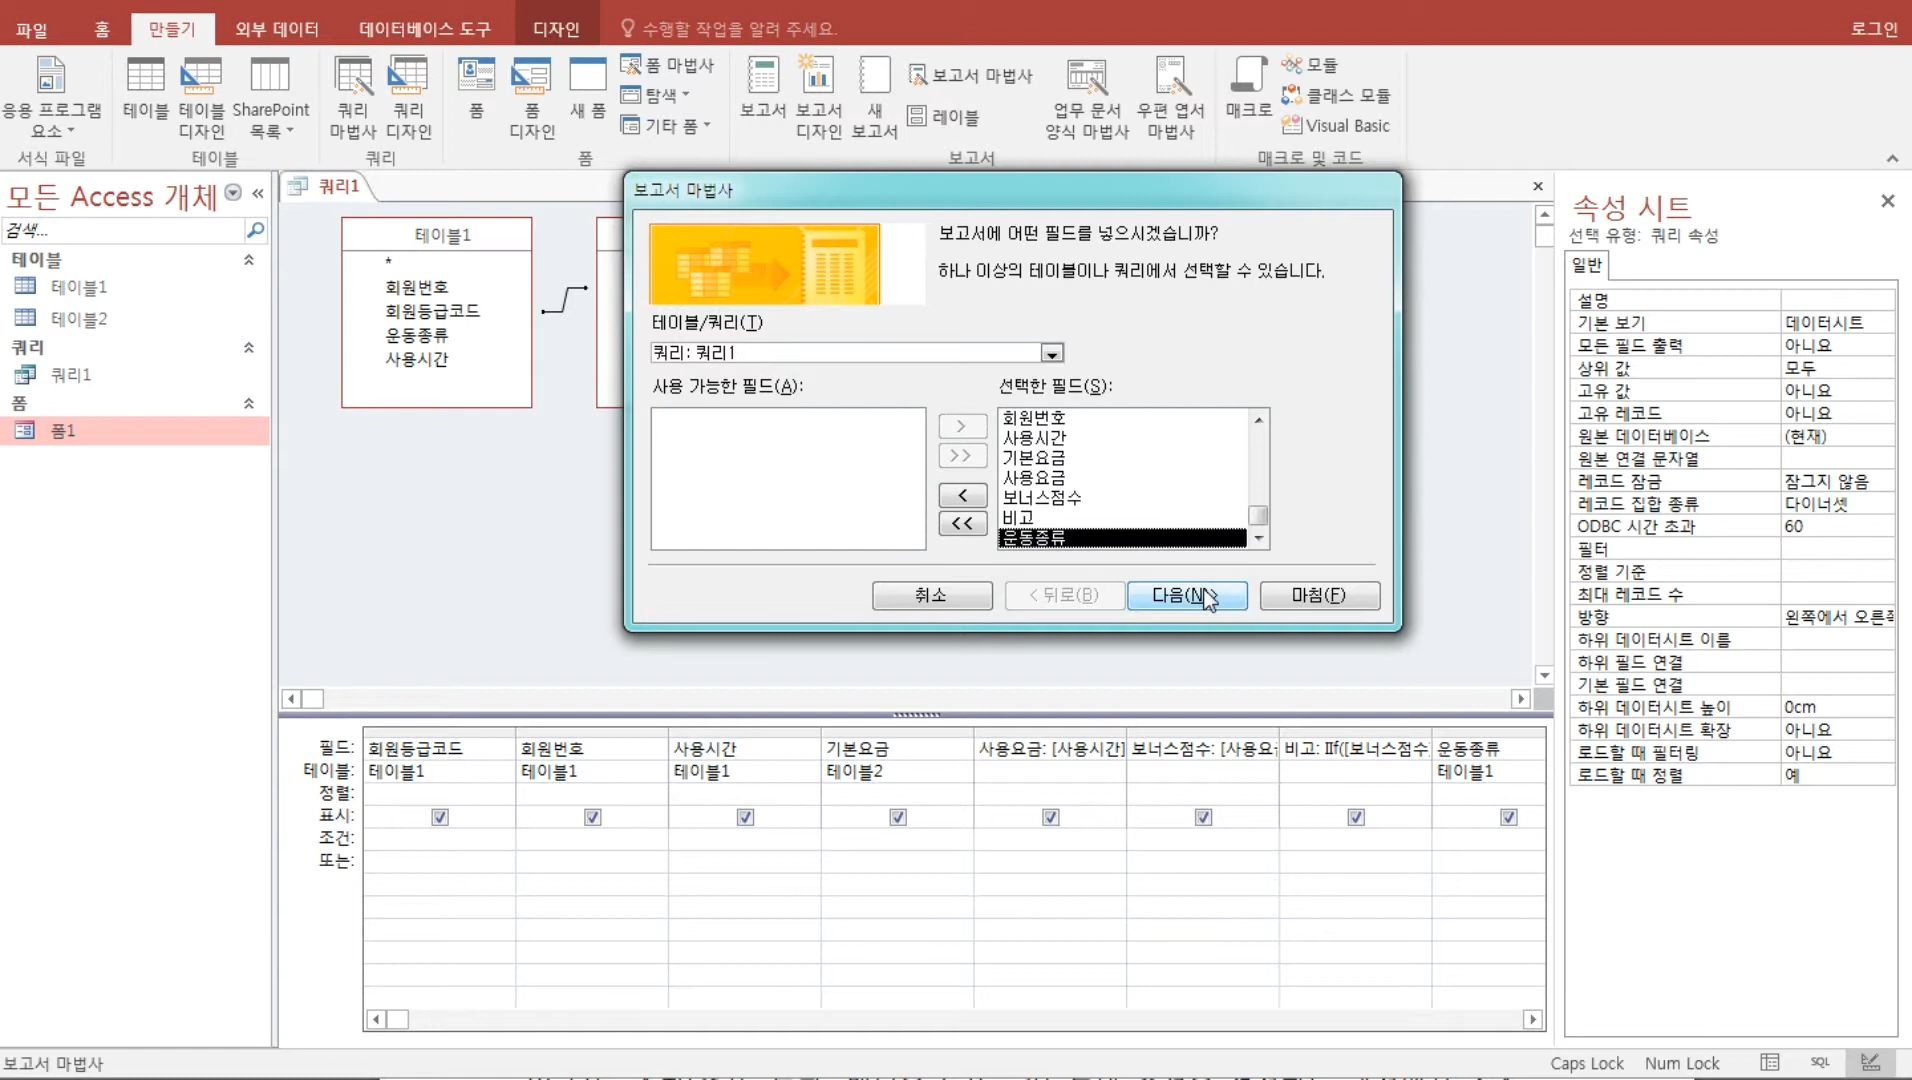 파일 홈 만들기 외부 데이터 데이터베이스 도구 디자인 수행할 작업을 알려 주세요. 로그인
응용 프로그램 요소
테이블
테이블 디자인
SharePoint 목록
쿼리 마법사
쿼리 디자인
폼
폼 디자인
새 폼
폼 마법사
탐색
기타 폼
보고서
보고서 디자인
새 보고서
보고서 마법사
레이블
업무 문서 양식 마법사
우편 엽서 마법사
매크로
모듈
클래스 모듈
Visual Basic
서식 파일 테이블 쿼리 폼 보고서 매크로 및 코드
모든 Access 개체 «
검색...
테이블
테이블1
테이블2
쿼리
쿼리1
폼
폼1
쿼리1
테이블1
*
회원번호
회원등급코드
운동종류
사용시간
보고서 마법사
보고서에 어떤 필드를 넣으시겠습니까?
하나 이상의 테이블이나 쿼리에서 선택할 수 있습니다.
테이블/쿼리(T)
쿼리: 쿼리1
사용 가능한 필드(A): 선택한 필드(S):
회원번호
사용시간
기본요금
사용요금
보너스점수
비고
운동종류
>
>>
<
<<
취소 < 뒤로(B) 다음(N) 마침(F)
필드: 회원등급코드 회원번호 사용시간 기본요금 사용요금: [사용시간] 보너스점수: [사용요 비고: IIf([보너스점수 운동종류
테이블: 테이블1 테이블1 테이블1 테이블2 테이블1
정렬:
표시:
조건:
또는:
속성 시트
선택 유형: 쿼리 속성
일반
설명
기본 보기 데이터시트
모든 필드 출력 아니요
상위 값 모두
고유 값 아니요
고유 레코드 아니요
원본 데이터베이스 (현재)
원본 연결 문자열
레코드 잠금 잠그지 않음
레코드 집합 종류 다이너셋
ODBC 시간 초과 60
필터
정렬 기준
최대 레코드 수
방향 왼쪽에서 오른쪽
하위 데이터시트 이름
하위 필드 연결
기본 필드 연결
하위 데이터시트 높이 0cm
하위 데이터시트 확장 아니요
로드할 때 필터링 아니요
로드할 때 정렬 예
보고서 마법사 Caps Lock Num Lock SQL